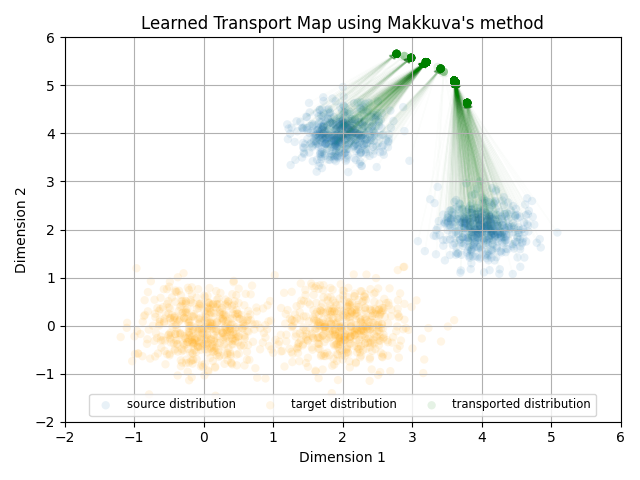 Learned Transport Map using Makkuva's method
Dimension 2
6
5
4
3
2
1
0
−1
−2
source distribution target distribution transported distribution
−2 −1 0 1 2 3 4 5 6
Dimension 1